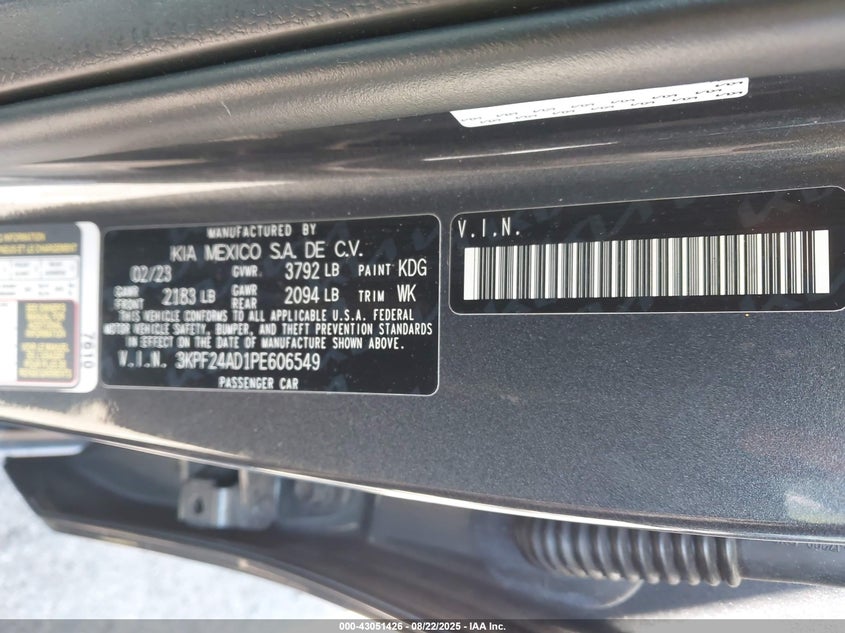 MANUFACTURED BY
KIA MEXICO S.A. DE C.V.
02/23 GVWR. 3792 LB PAINT KDG
GAWR FRONT 2183 LB GAWR REAR 2094 LB TRIM WK
THIS VEHICLE CONFORMS TO ALL APPLICABLE U.S.A. FEDERAL
MOTOR VEHICLE SAFETY, BUMPER, AND THEFT PREVENTION STANDARDS
IN EFFECT ON THE DATE OF MANUFACTURE SHOWN ABOVE.
V.I.N. 3KPF24AD1PE606549
PASSENGER CAR
V.I.N.
7610
000-43051426 - 08/22/2025 - IAA Inc.